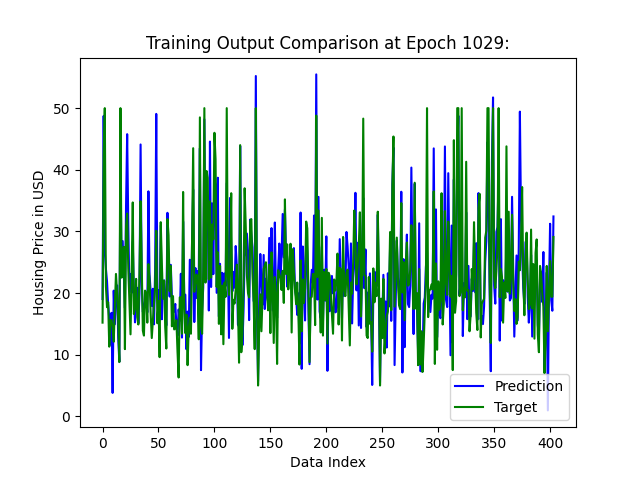 Training Output Comparison at Epoch 1029:
Housing Price in USD
50
40
30
20
10
0
Prediction
Target
0 50 100 150 200 250 300 350 400
Data Index